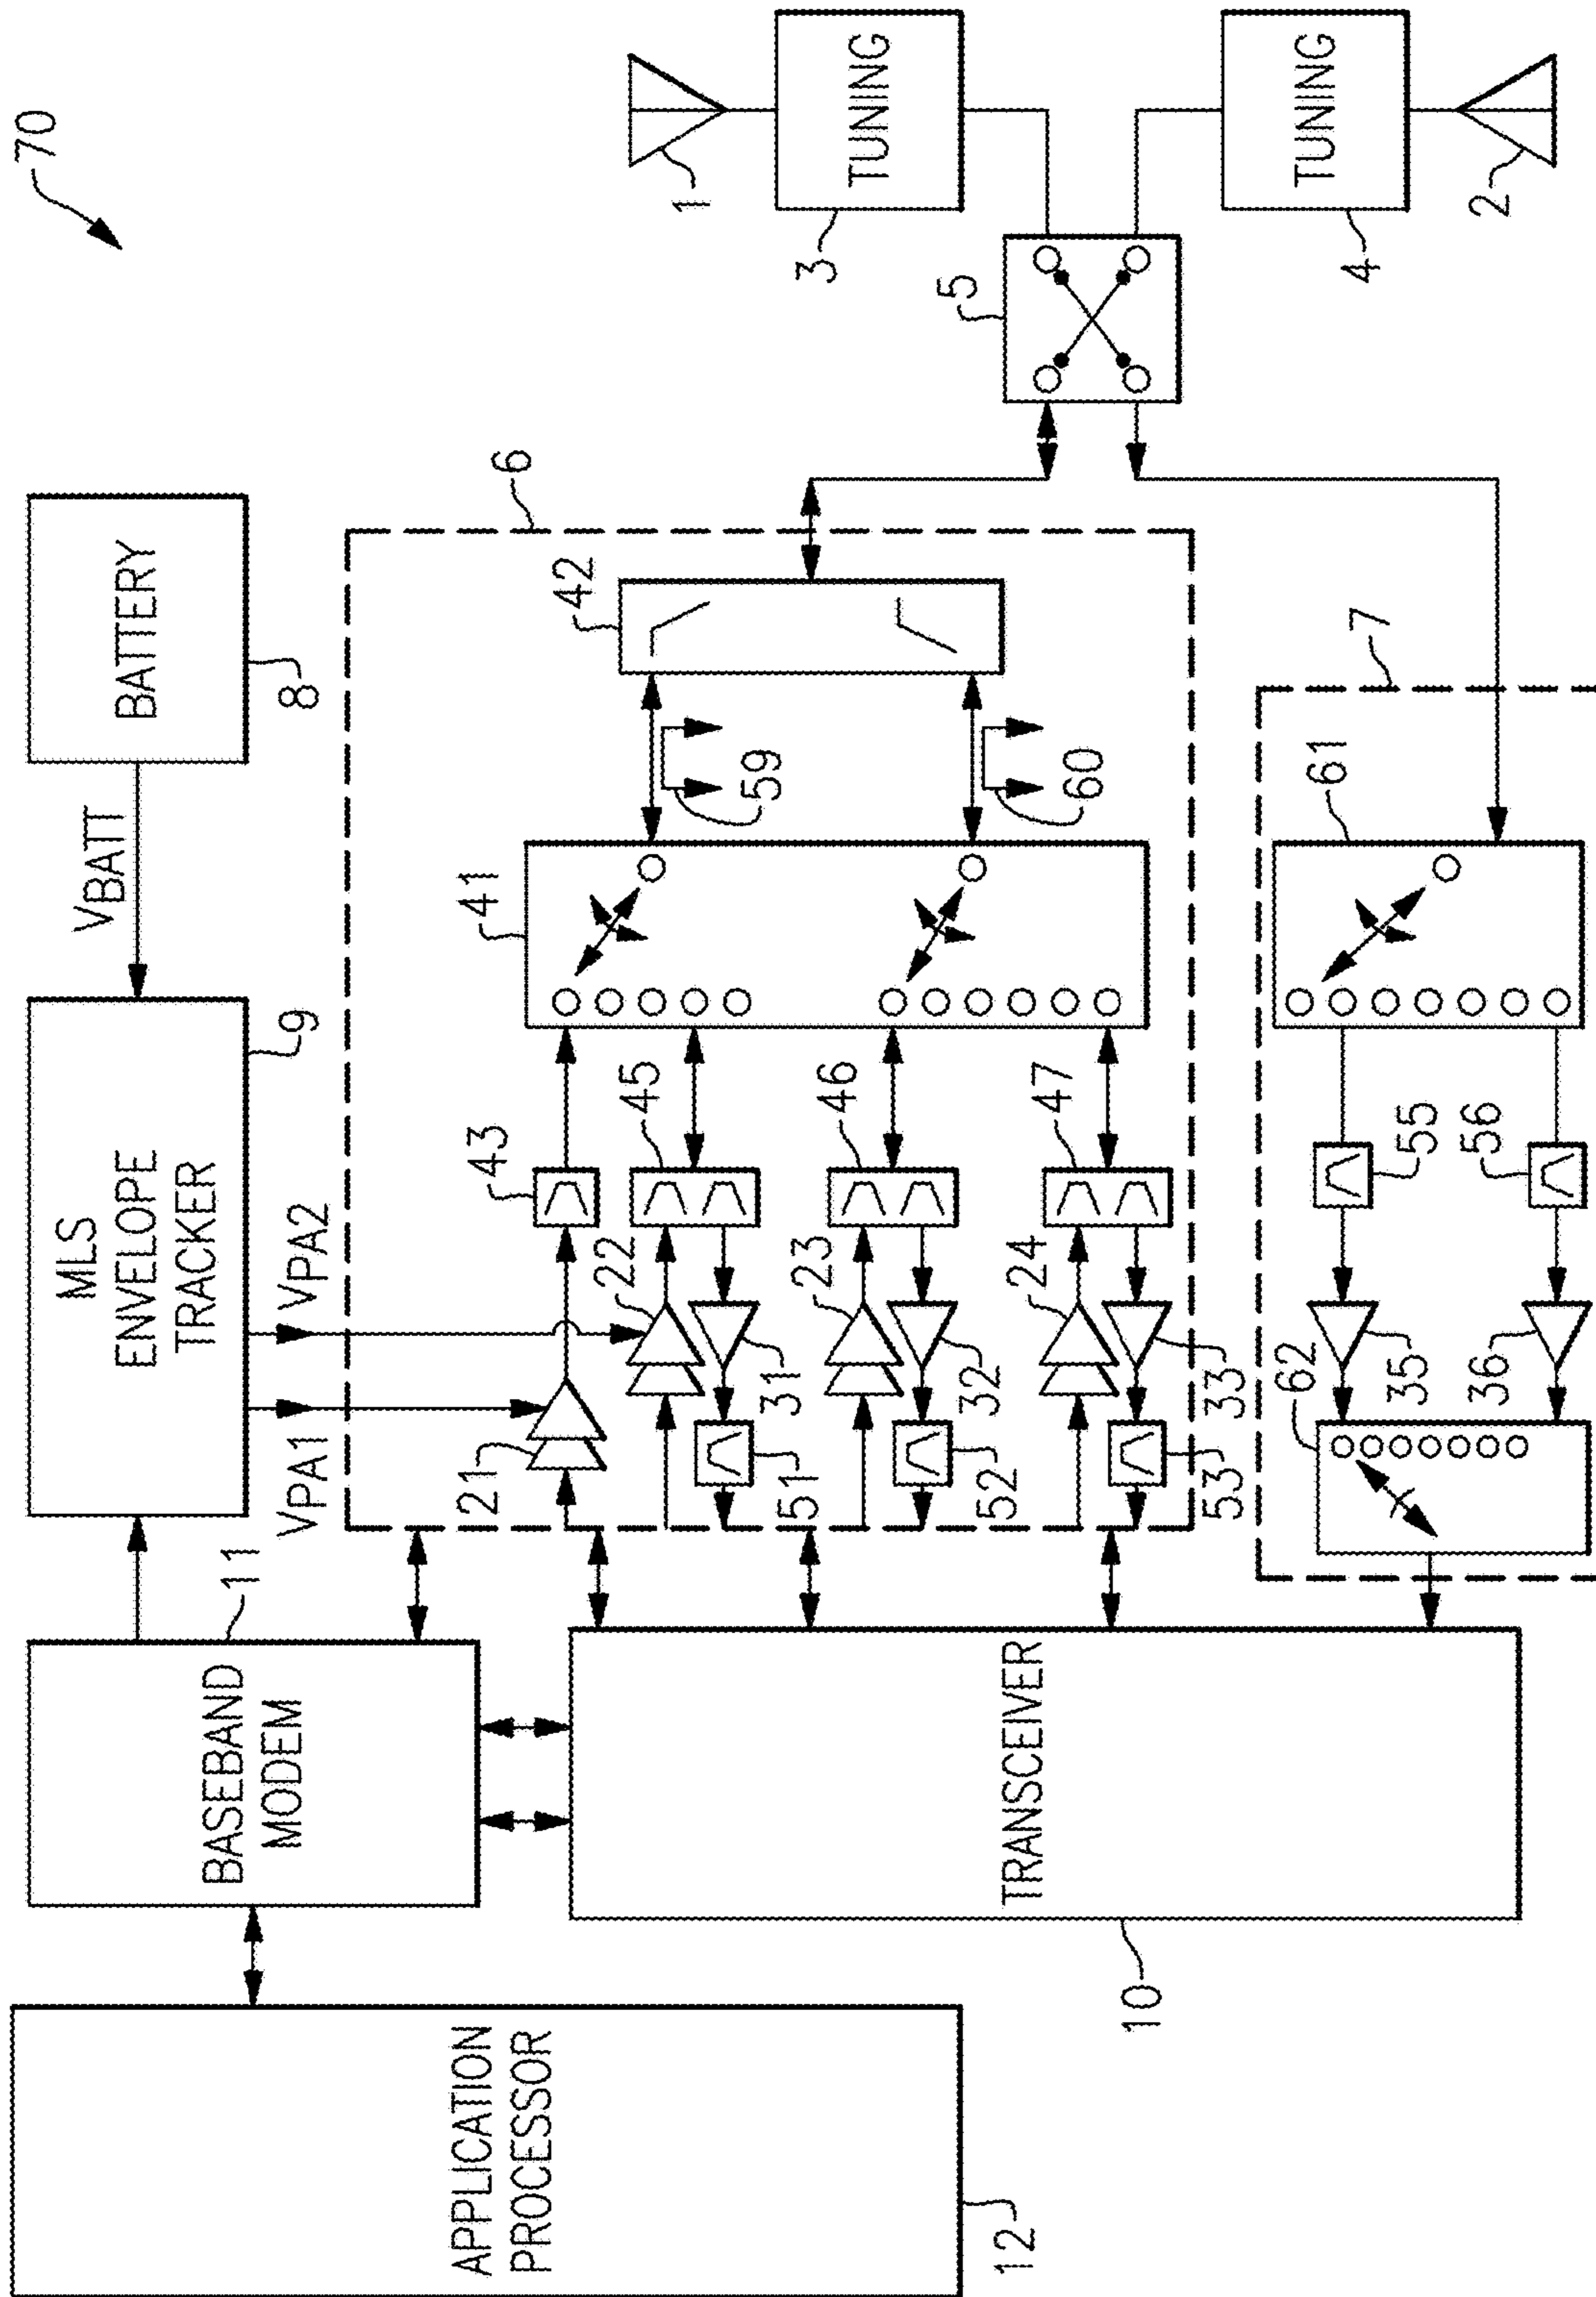 70
APPLICATION
PROCESSOR
12
BASEBAND
MODEM
11
TRANSCEIVER
10
MLS
ENVELOPE
TRACKER
9
VBATT
BATTERY
8
VPA1
VPA2
6
21
43
22
45
31
51
23
46
32
52
24
47
33
53
41
42
59
60
7
62
35
36
55
56
61
5
TUNING
3
1
TUNING
4
2